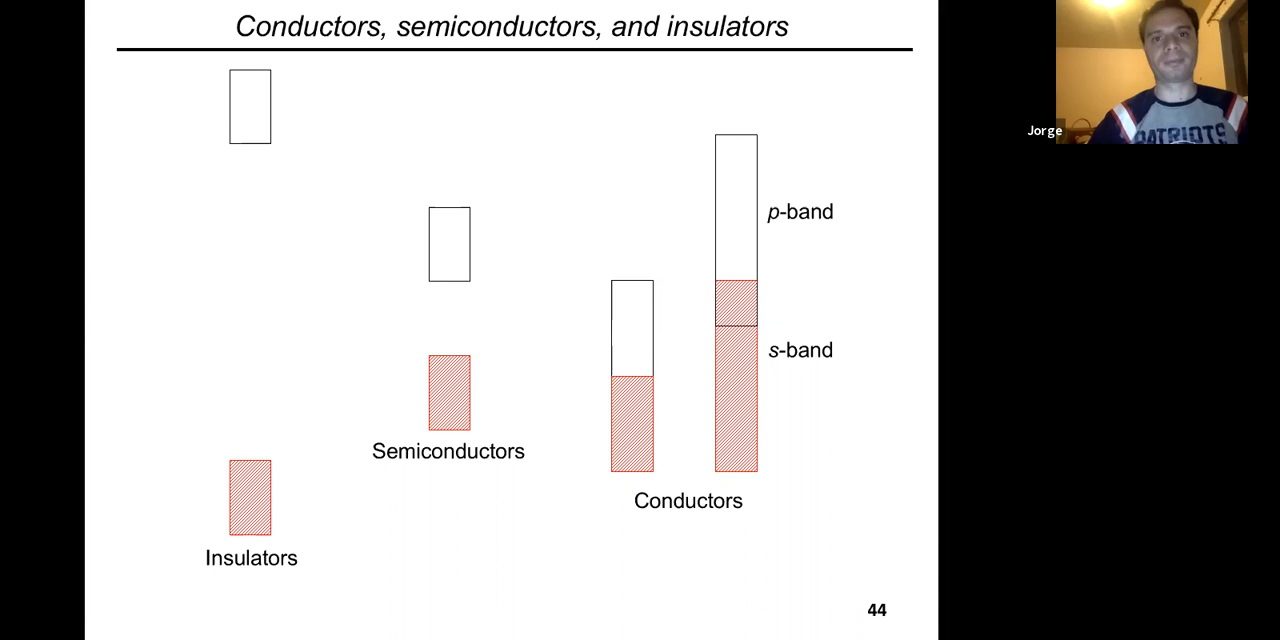 Conductors, semiconductors, and insulators
Jorge
PATRIOTS
p-band
s-band
Semiconductors
Conductors
Insulators
44